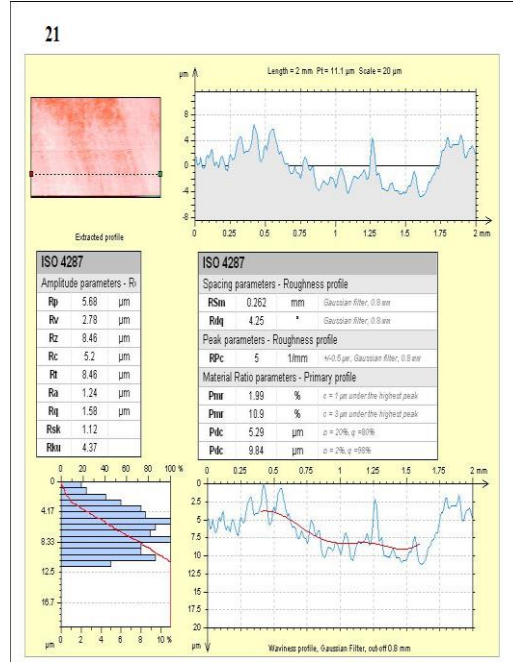 21
Length = 2 mm Pt = 11.1 µm Scale = 20 µm
µm
8
4
0
-4
-8
0 0.25 0.5 0.75 1 1.25 1.5 1.75 2 mm
Extracted profile
ISO 4287
Amplitude parameters - R
Rp 5.68 µm
Rv 2.78 µm
Rz 8.46 µm
Rc 5.2 µm
Rt 8.46 µm
Ra 1.24 µm
Rq 1.58 µm
Rsk 1.12
Rku 4.37
ISO 4287
Spacing parameters - Roughness profile
RSm 0.262 mm Gaussian filter, 0.8 mm
Rdq 4.25 ° Gaussian filter, 0.8 mm
Peak parameters - Roughness profile
RPc 5 1/mm +/-0.5 µm, Gaussian filter, 0.8 mm
Material Ratio parameters - Primary profile
Pmr 1.99 % c = 1 µm under the highest peak
Pmr 10.9 % c = 3 µm under the highest peak
Pdc 5.29 µm p = 20%, q = 80%
Pdc 9.84 µm p = 2%, q = 98%
0 20 40 60 80 100 %
0
4.17
8.33
12.5
16.7
µm
0 2 4 6 8 10 %
0 0.25 0.5 0.75 1 1.25 1.5 1.75 2 mm
0
2.5
5
7.5
10
12.5
15
17.5
20
µm
Waviness profile, Gaussian Filter, cut-off 0.8 mm